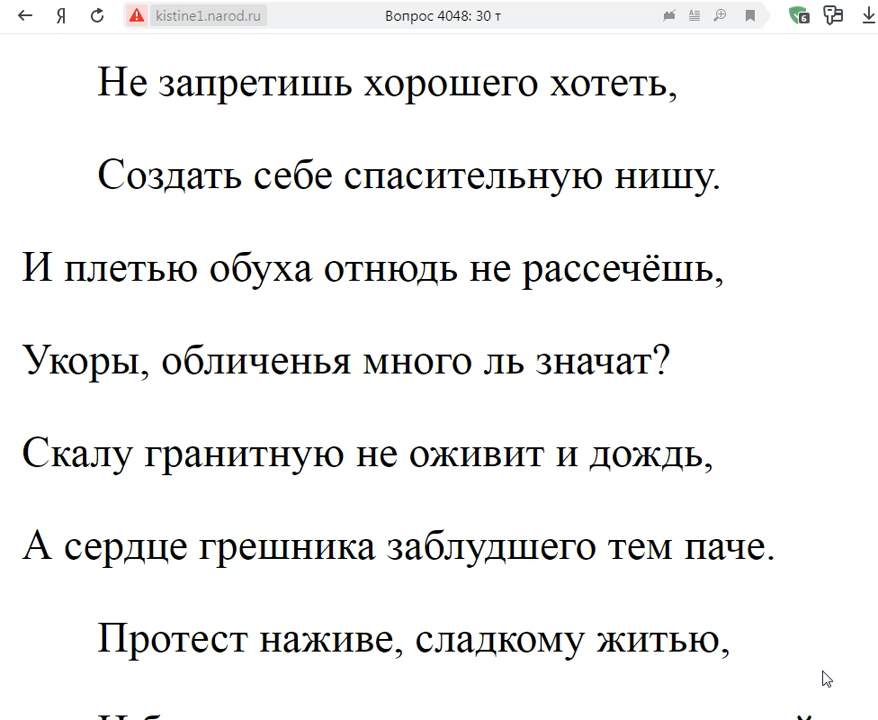 Я kistine1.narod.ru Вопрос 4048: 30 т 6
Не запретишь хорошего хотеть,
Создать себе спасительную нишу.
И плетью обуха отнюдь не рассечёшь,
Укоры, обличенья много ль значат?
Скалу гранитную не оживит и дождь,
А сердце грешника заблудшего тем паче.
Протест наживе, сладкому житью,